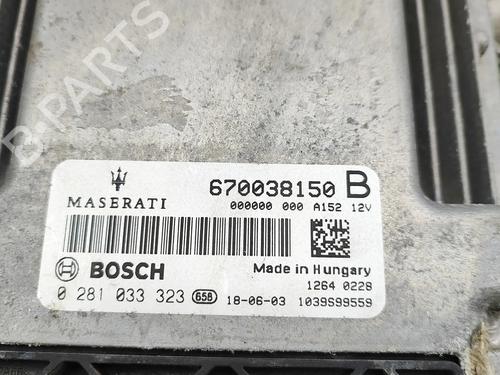 B-PARTS
670038150 B
MASERATI
000000 000 A152 12V
BOSCH
Made in Hungary
1264 0228
0 281 033 323 658 18-06-03 1039S99559